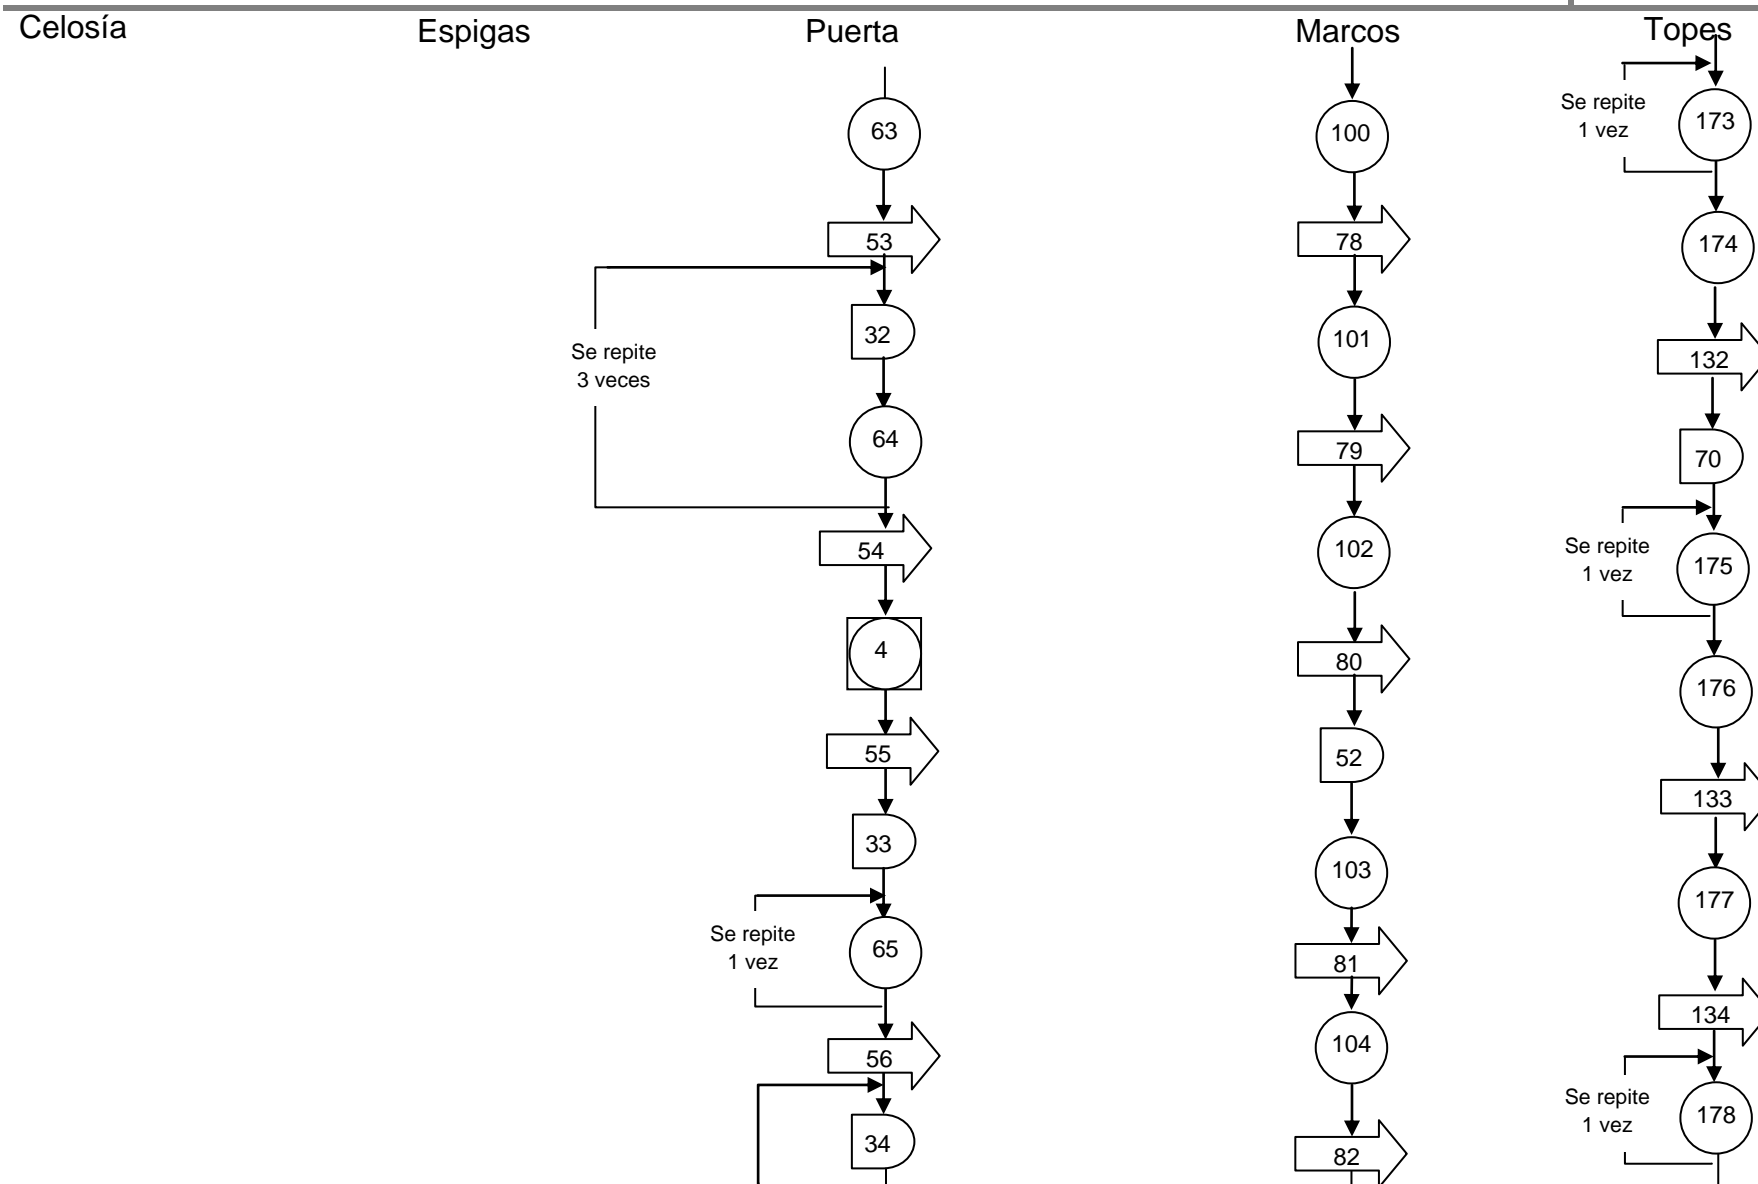 Celosía
Espigas
Puerta
Marcos
Topes
63
53
Se repite
3 veces
32
64
54
4
55
33
Se repite
1 vez
65
56
34
100
78
101
79
102
80
52
103
81
104
82
Se repite
1 vez
173
174
132
70
Se repite
1 vez
175
176
133
177
134
Se repite
1 vez
178